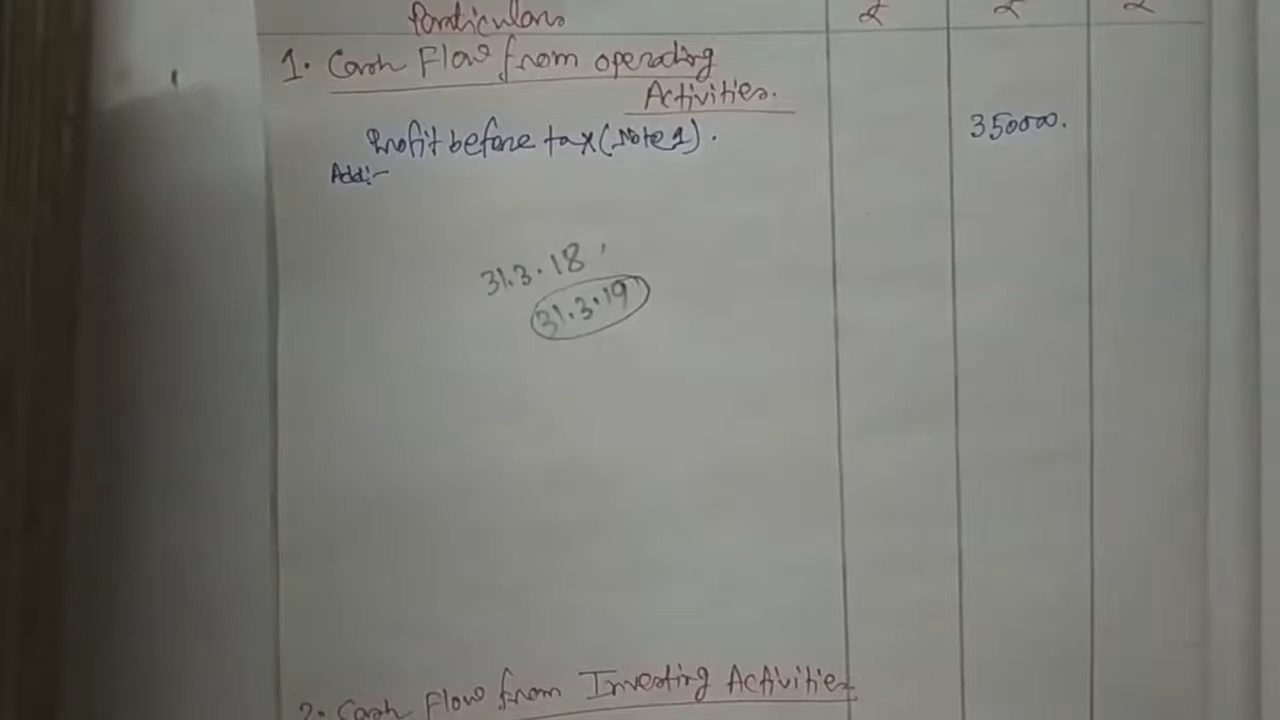 Particulars ₹ ₹ ₹
1. Cash Flow from operating
Activities.
Profit before tax (Note 1). 350000.
Add:-
31.3.18
31.3.19
2. Cash Flow from Investing Activities